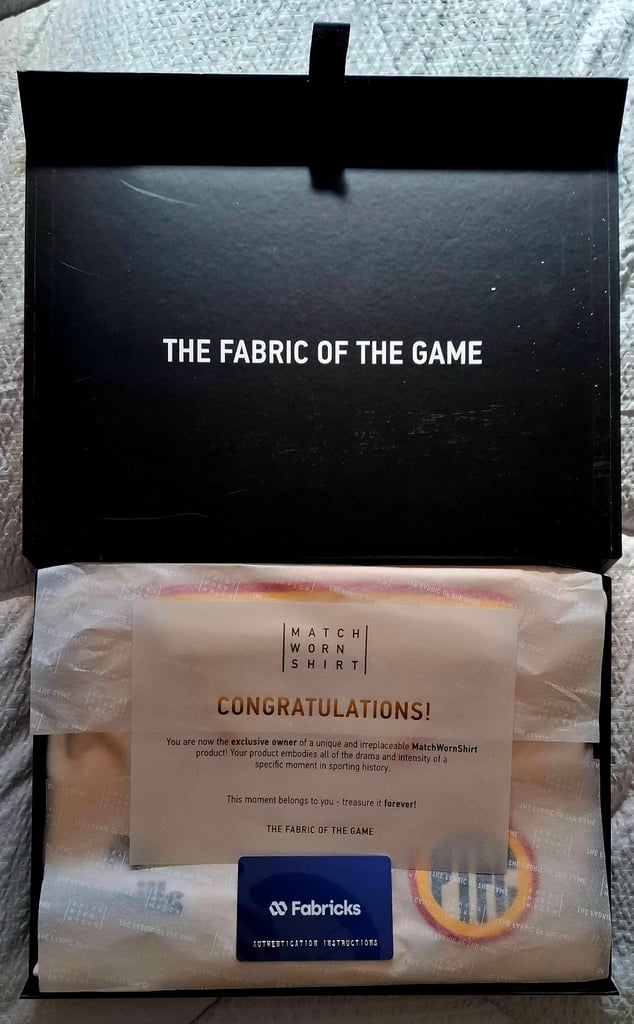 THE FABRIC OF THE GAME
MATCH
WORN
SHIRT
CONGRATULATIONS!
You are now the exclusive owner of a unique and irreplaceable MatchWornShirt
product! Your product embodies all of the drama and intensity of a
specific moment in sporting history.
This moment belongs to you - treasure it forever!
THE FABRIC OF THE GAME
Fabricks
AUTHENTICATION INSTRUCTIONS